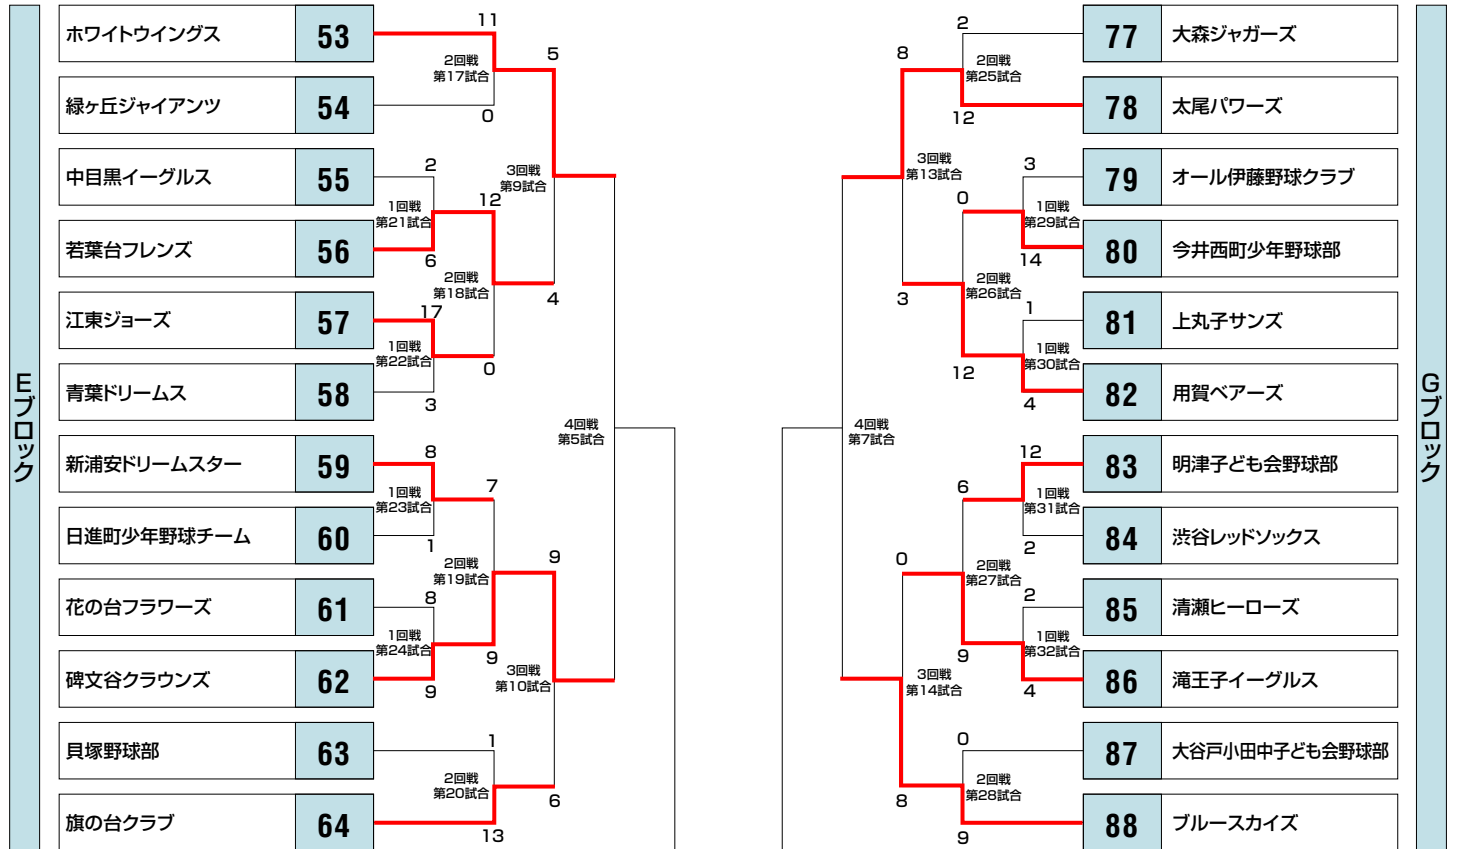 Eブロック
ホワイトウイングス 53
緑ヶ丘ジャイアンツ 54
中目黒イーグルス 55
若葉台フレンズ 56
江東ジョーズ 57
青葉ドリームス 58
新浦安ドリームスター 59
日進町少年野球チーム 60
花の台フラワーズ 61
碑文谷クラウンズ 62
貝塚野球部 63
旗の台クラブ 64
2
1回戦
第21試合
6
17
1回戦
第22試合
3
8
1回戦
第23試合
1
8
1回戦
第24試合
9
11
2回戦
第17試合
0
12
2回戦
第18試合
0
7
2回戦
第19試合
9
1
2回戦
第20試合
13
5
3回戦
第9試合
4
9
3回戦
第10試合
6
4回戦
第5試合
4回戦
第7試合
8
3回戦
第13試合
3
0
3回戦
第14試合
8
2
2回戦
第25試合
12
0
2回戦
第26試合
12
6
2回戦
第27試合
9
0
2回戦
第28試合
9
3
1回戦
第29試合
14
1
1回戦
第30試合
4
12
1回戦
第31試合
2
2
1回戦
第32試合
4
77 大森ジャガーズ
78 太尾パワーズ
79 オール伊藤野球クラブ
80 今井西町少年野球部
81 上丸子サンズ
82 用賀ベアーズ
83 明津子ども会野球部
84 渋谷レッドソックス
85 清瀬ヒーローズ
86 滝王子イーグルス
87 大谷戸小田中子ども会野球部
88 ブルースカイズ
Gブロック